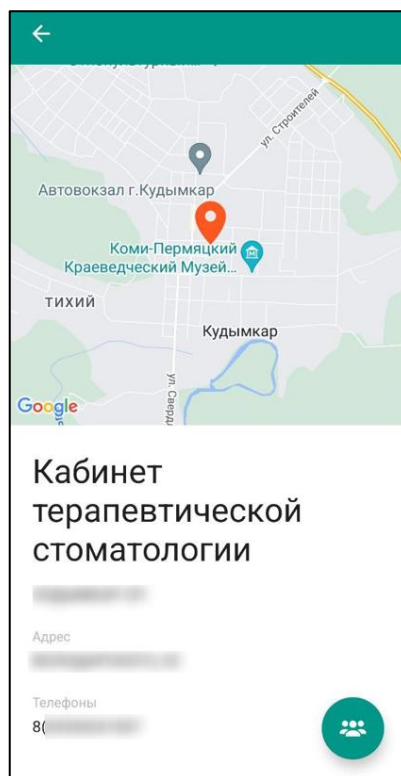 ул. Строителей
Автовокзал г.Кудымкар
Коми-Пермяцкий
Краеведческий Музей...
ТИХИЙ
Кудымкар
ул. Сверд
Google
Кабинет
терапевтической
стоматологии
Адрес
Телефоны
8(